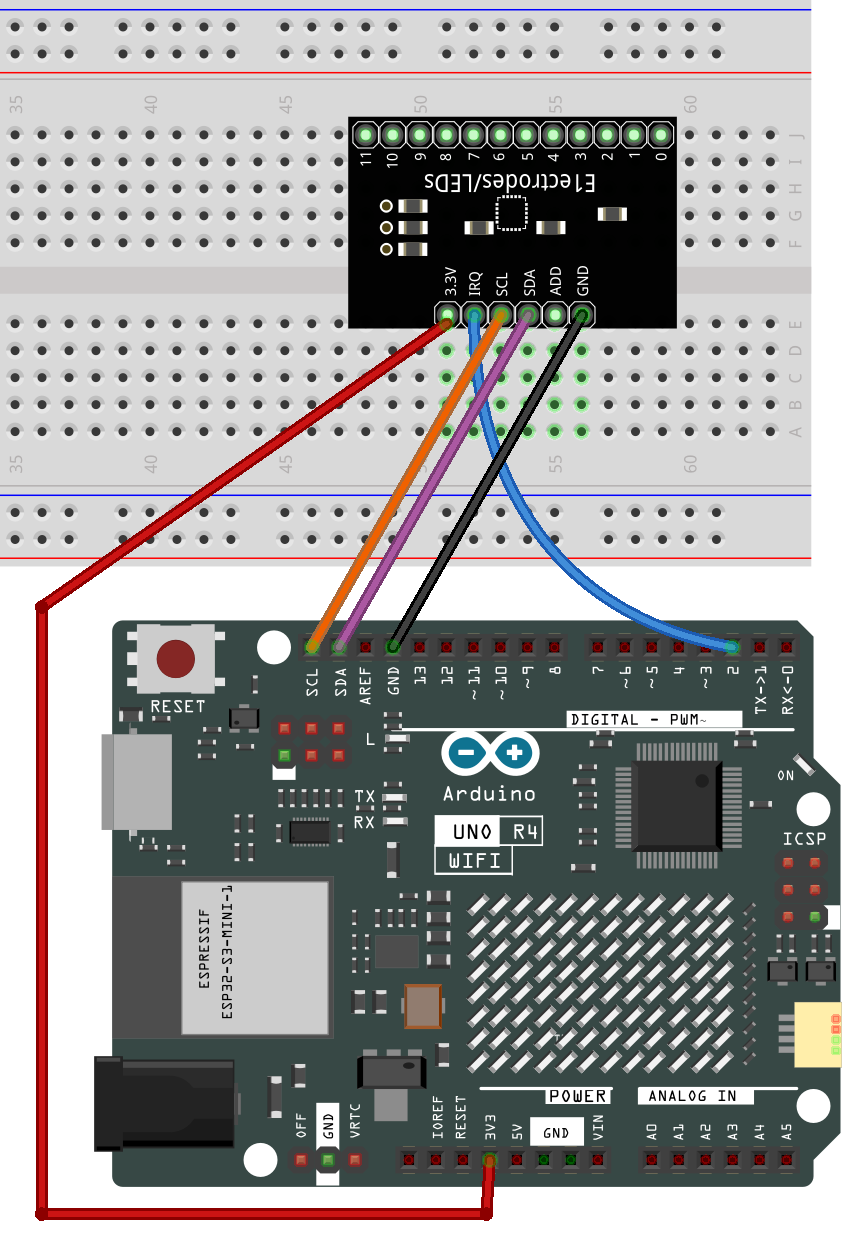 35 40 45 50 55 60
J
I
H
G
F
11 10 9 8 7 6 5 4 3 2 1 0
E1ectrodes/LEDs
3.3V IRQ SCL SDA ADD GND
E
D
C
B
A
35 40 45 55 60
RESET
SCL SDA AREF GND 13 12 ~11 ~10 ~9 8 7 ~6 ~5 4 ~3 2 TX->1 RX<-0
DIGITAL - PWM~
L
TX
RX
Arduino
UNO R4
WIFI
ON
ICSP
ESPRESSIF
ESP32-S3-MINI-1
POWER
ANALOG IN
OFF GND VRTC
IOREF RESET 3V3 5V GND VIN
A0 A1 A2 A3 A4 A5